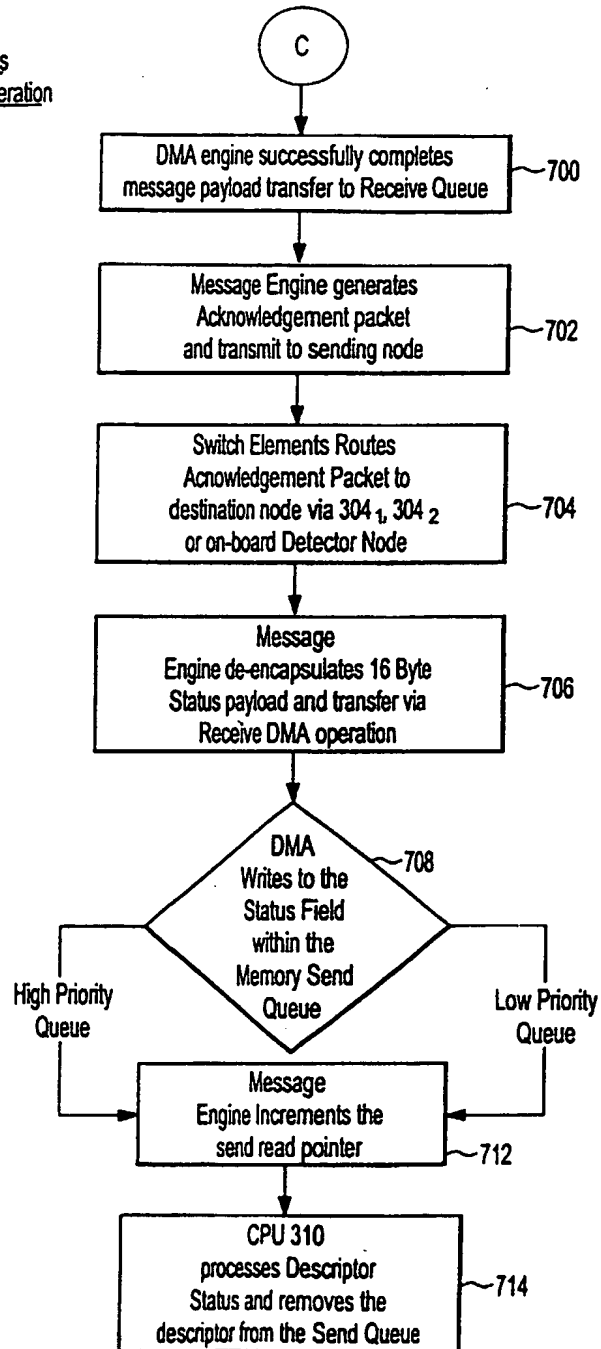 s
eration
C
DMA engine successfully completes
message payload transfer to Receive Queue
700
Message Engine generates
Acknowledgement packet
and transmit to sending node
702
Switch Elements Routes
Acnowledgement Packet to
destination node via 304 1, 304 2
or on-board Detector Node
704
Message
Engine de-encapsulates 16 Byte
Status payload and transfer via
Receive DMA operation
706
DMA
Writes to the
Status Field
within the
Memory Send
Queue
708
High Priority
Queue
Low Priority
Queue
Message
Engine Increments the
send read pointer
712
CPU 310
processes Descriptor
Status and removes the
descriptor from the Send Queue
714